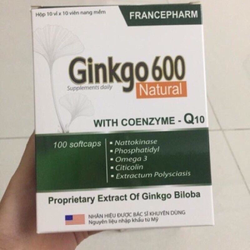 Hộp 10 vỉ x 10 viên nang mềm
FRANCEPHARM
Ginkgo 600
Supplements daily
Natural
WITH COENZYME - Q10
100 softcaps
• Nattokinase
• Phosphatidyl
• Omega 3
• Citicolin
• Extractum Polysciasis
Proprietary Extract Of Ginkgo Biloba
NHÃN HIỆU ĐƯỢC BÁC SĨ KHUYÊN DÙNG
Nguyên liệu nhập khẩu từ Mỹ